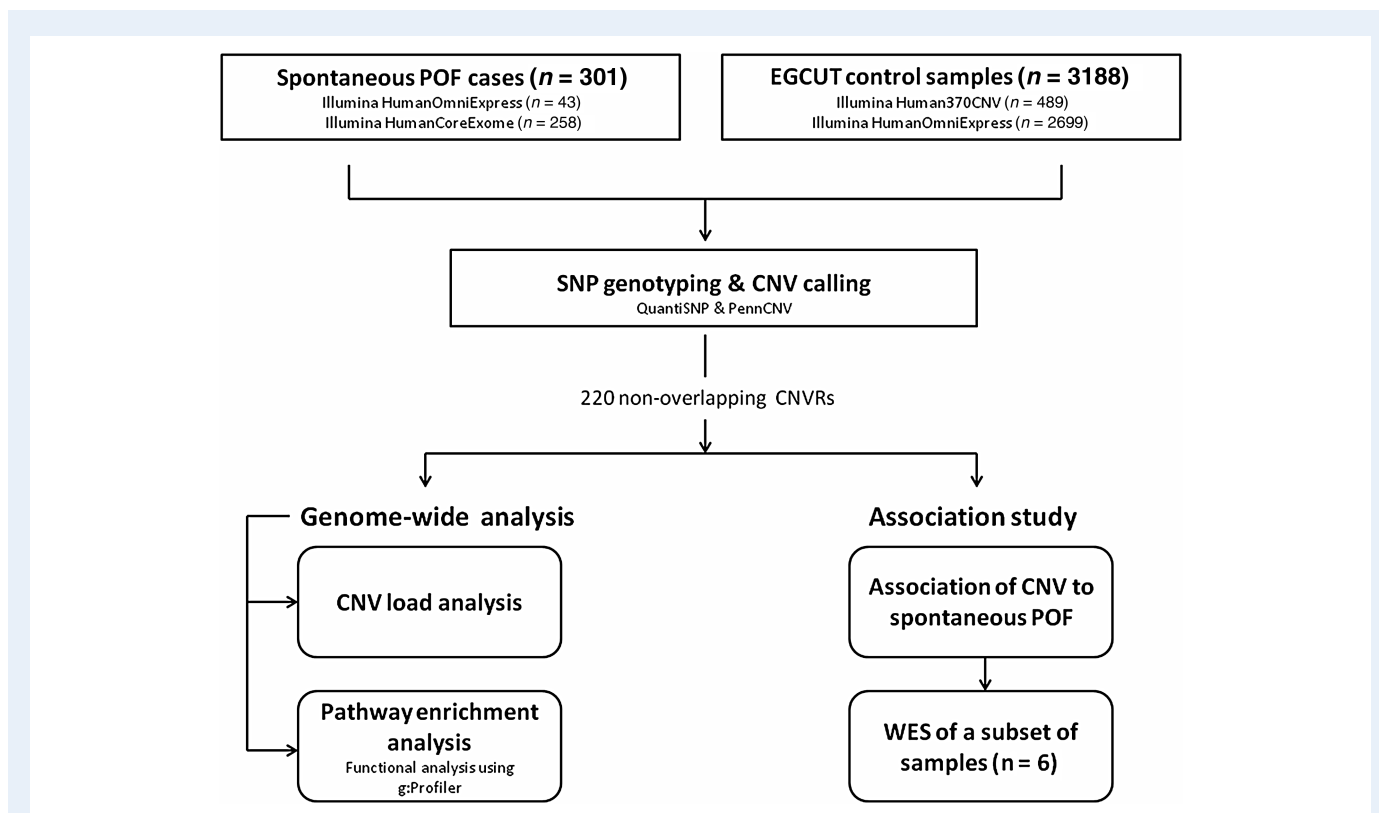 Spontaneous POF cases (n = 301)
Illumina HumanOmniExpress (n = 43)
Illumina HumanCoreExome (n = 258)
EGCUT control samples (n = 3188)
Illumina Human370CNV (n = 489)
Illumina HumanOmniExpress (n = 2699)
SNP genotyping & CNV calling
QuantiSNP & PennCNV
220 non-overlapping CNVRs
Genome-wide analysis
CNV load analysis
Pathway enrichment
analysis
Functional analysis using
g:Profiler
Association study
Association of CNV to
spontaneous POF
WES of a subset of
samples (n = 6)